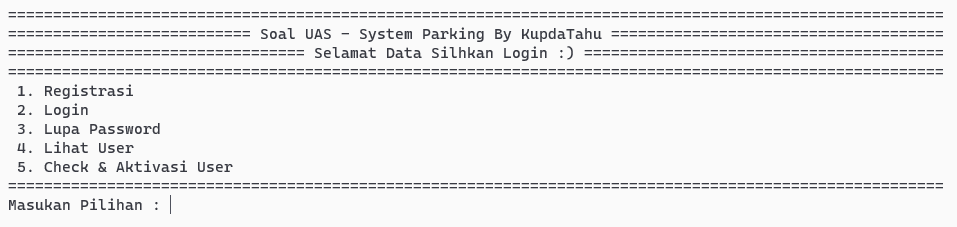 ========================================================================================================
=========================== Soal UAS - System Parking By KupdaTahu =====================================
================================= Selamat Data Silhkan Login :) ========================================
========================================================================================================
1. Registrasi
2. Login
3. Lupa Password
4. Lihat User
5. Check & Aktivasi User
========================================================================================================
Masukan Pilihan :